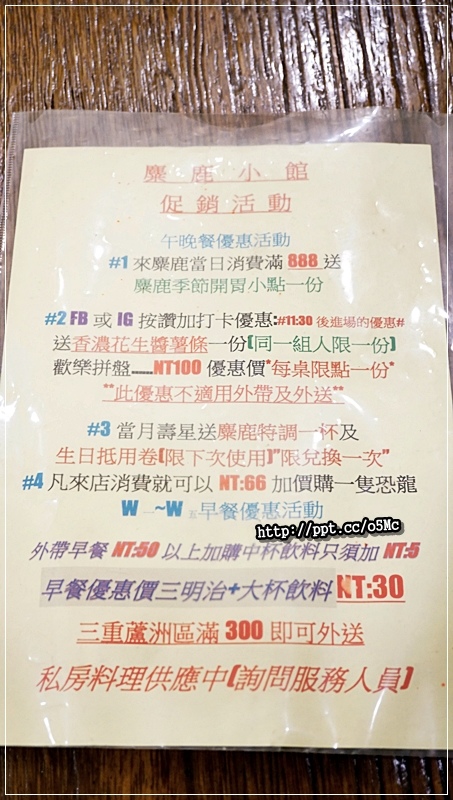 麋鹿小館
促銷活動
午晚餐優惠活動
#1 來麋鹿當日消費滿 888 送
麋鹿季節開胃小點一份
#2 FB 或 IG 按讚加打卡優惠:#11:30 後進場的優惠#
送香濃花生醬薯條一份(同一組人限一份)
歡樂拼盤......NT100 優惠價*每桌限點一份*
**此優惠不適用外帶及外送**
#3 當月壽星送麋鹿特調一杯及
生日抵用卷(限下次使用)"限兌換一次"
#4 凡來店消費就可以 NT:66 加價購一隻恐龍
W一~W五早餐優惠活動
http://ppt.cc/o5Mc
外帶早餐 NT:50 以上加購中杯飲料只須加 NT:5
早餐優惠價三明治+大杯飲料 NT:30
三重蘆洲區滿 300 即可外送
私房料理供應中(詢問服務人員)